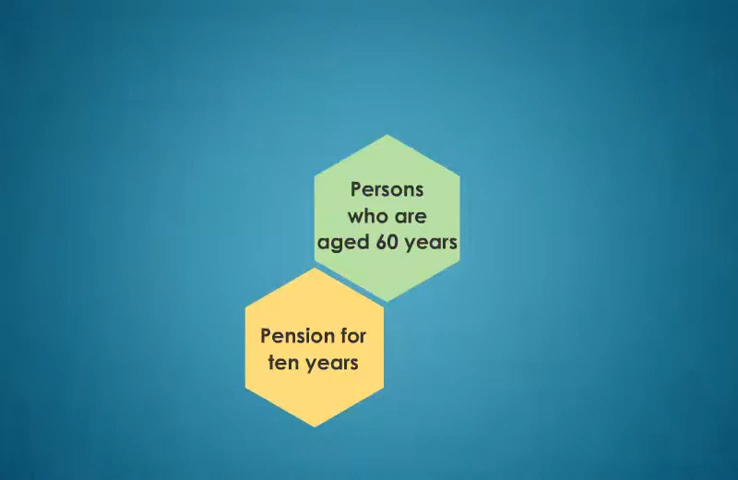 Persons
who are
aged 60 years
Pension for
ten years